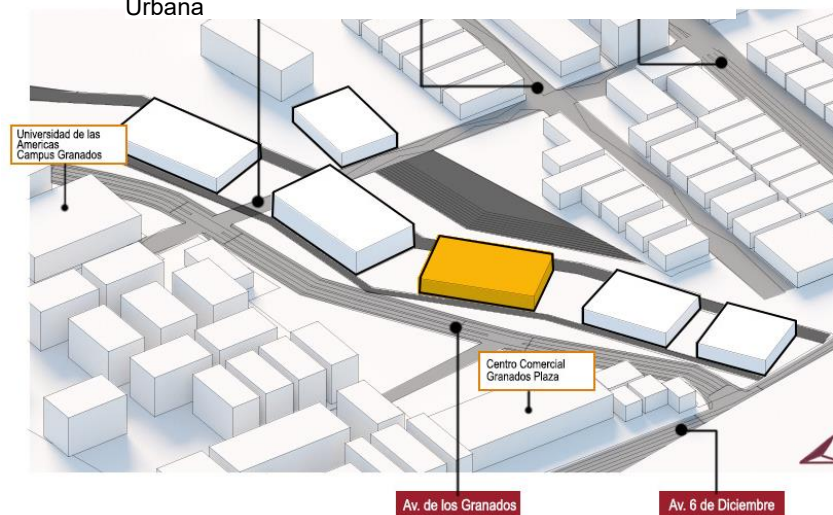 Urbana
Universidad de las
Americas
Campus Granados
Centro Comercial
Granados Plaza
Av. de los Granados
Av. 6 de Diciembre